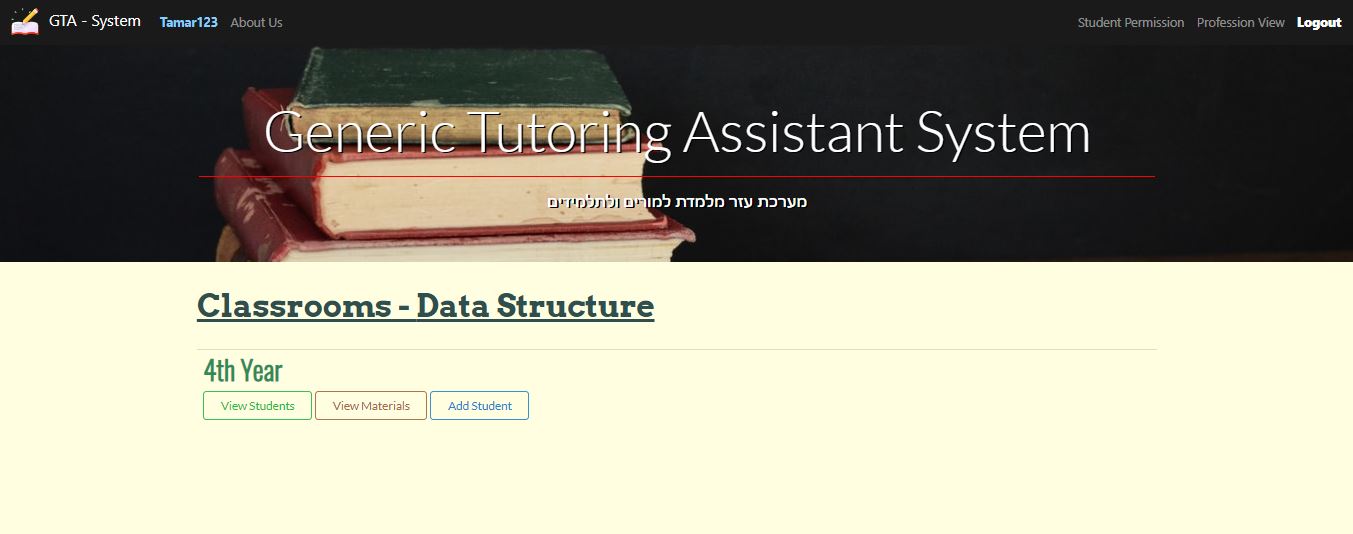 GTA - System Tamar123 About Us Student Permission Profession View Logout
Generic Tutoring Assistant System
מערכת עזר מלמדת למורים ולתלמידים
Classrooms - Data Structure
4th Year
View Students View Materials Add Student